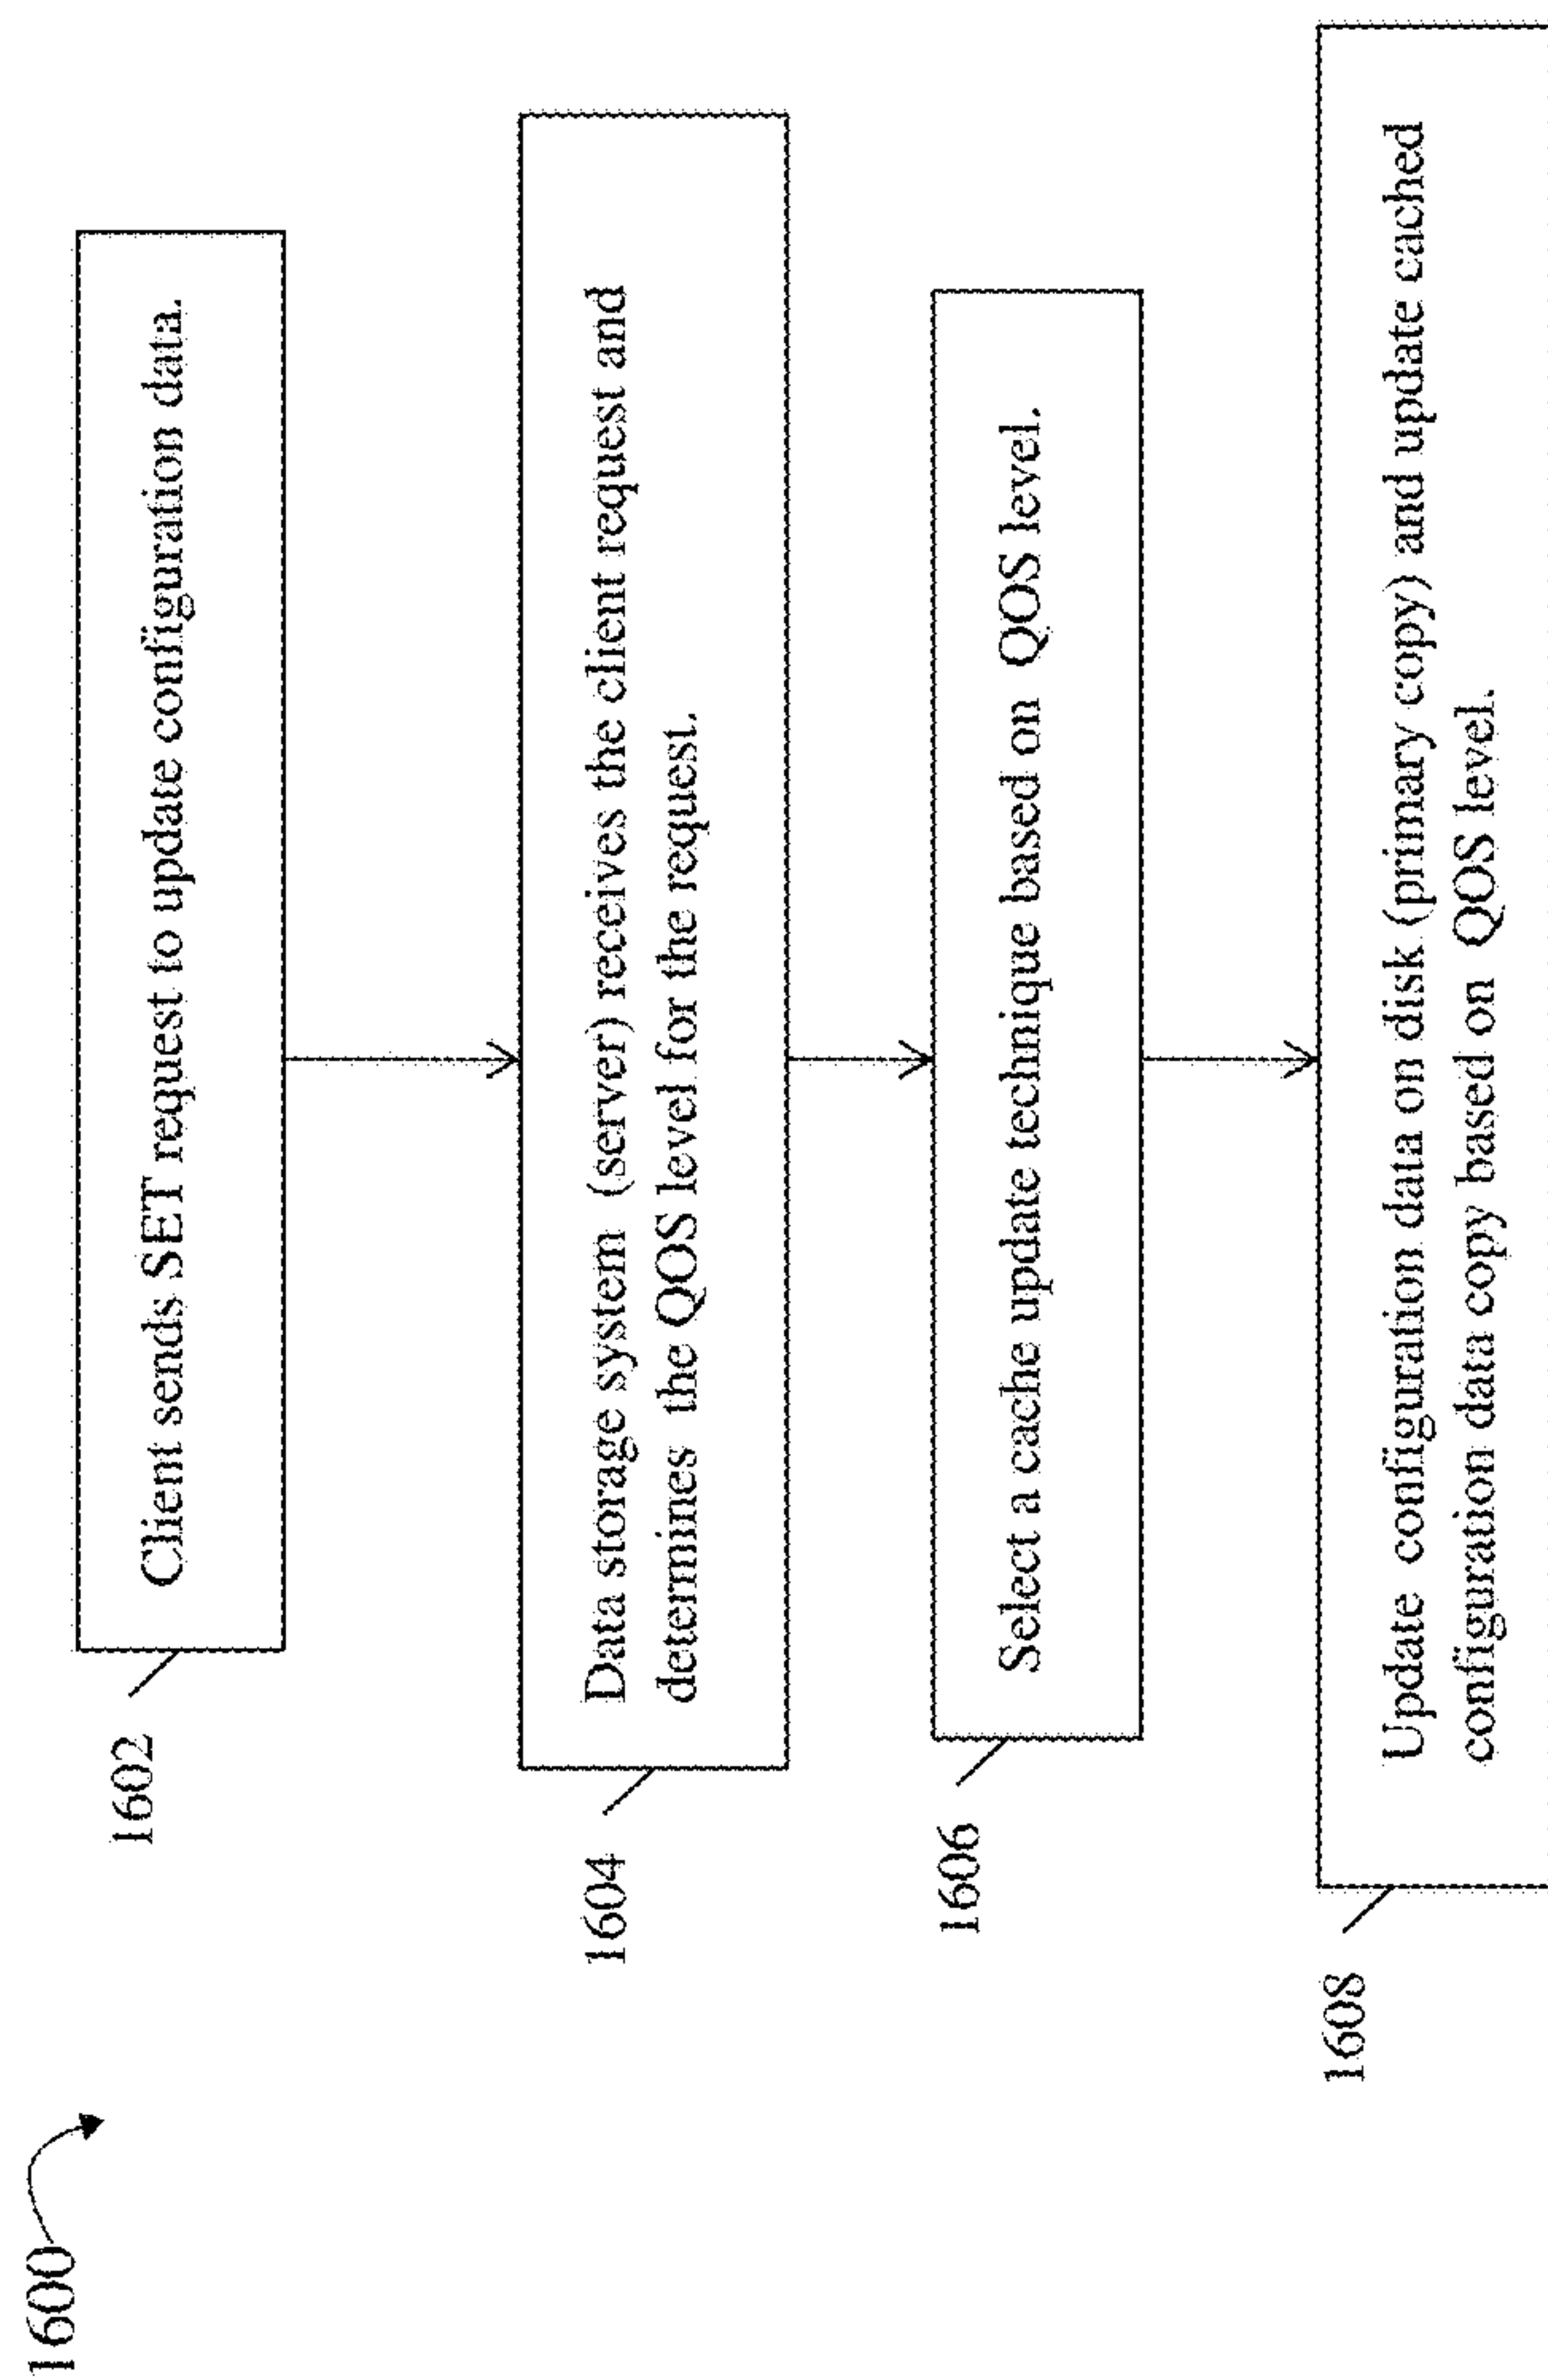 1600
1602
Client sends SET request to update configuration data.
1604
Data storage system (server) receives the client request and
determines the QOS level for the request.
1606
Select a cache update technique based on QOS level.
1608
Update configuration data on disk (primary copy) and update cached
configuration data copy based on QOS level.